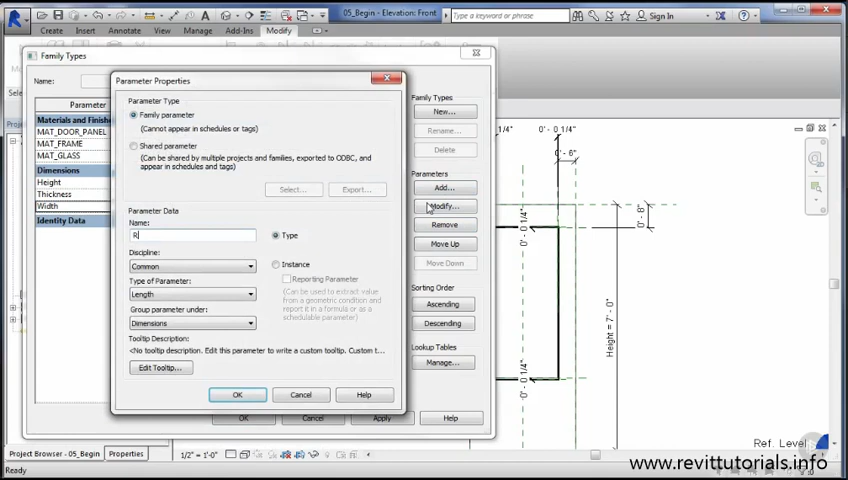 05_Begin - Elevation: Front
Type a keyword or phrase
Sign In
Create
Insert
Annotate
View
Manage
Add-Ins
Modify
Family Types
Name:
Parameter
Materials and Finishe
MAT_DOOR_PANEL
MAT_FRAME
MAT_GLASS
Dimensions
Height
Thickness
Width
Identity Data
Parameter Properties
Parameter Type
Family parameter
(Cannot appear in schedules or tags)
Shared parameter
(Can be shared by multiple projects and families, exported to ODBC, and
appear in schedules and tags)
Select...
Export...
Parameter Data
Name:
R
Type
Discipline:
Common
Instance
Type of Parameter:
Length
Reporting Parameter
(Can be used to extract value
from a geometric condition and
report it in a formula or as a
schedulable parameter)
Group parameter under:
Dimensions
Tooltip Description:
<No tooltip description. Edit this parameter to write a custom tooltip. Custom t...
Edit Tooltip...
OK
Cancel
Help
Family Types
New...
Rename...
Delete
Parameters
Add...
Modify...
Remove
Move Up
Move Down
Sorting Order
Ascending
Descending
Lookup Tables
Manage...
OK
Cancel
Apply
Help
1/4"
0' - 0 1/4"
0' - 6"
0' - 0 1/4"
0' - 8"
Height = 7' - 0"
0' - 0 1/4"
Ref. Level
Project Browser - 05_Begin
Properties
1/2" = 1'-0"
Ready
www.revittutorials.info